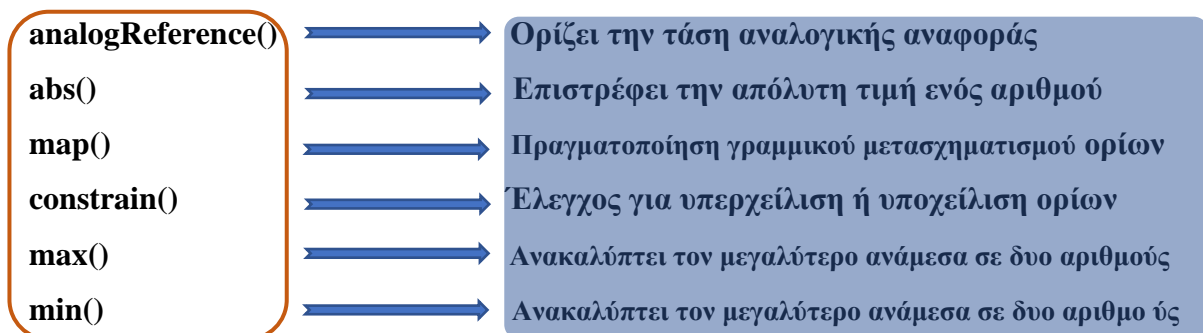 analogReference() Ορίζει την τάση αναλογικής αναφοράς
abs() Επιστρέφει την απόλυτη τιμή ενός αριθμού
map() Πραγματοποίηση γραμμικού μετασχηματισμού ορίων
constrain() Έλεγχος για υπερχείλιση ή υποχείλιση ορίων
max() Ανακαλύπτει τον μεγαλύτερο ανάμεσα σε δυο αριθμούς
min() Ανακαλύπτει τον μεγαλύτερο ανάμεσα σε δυο αριθμο ύς